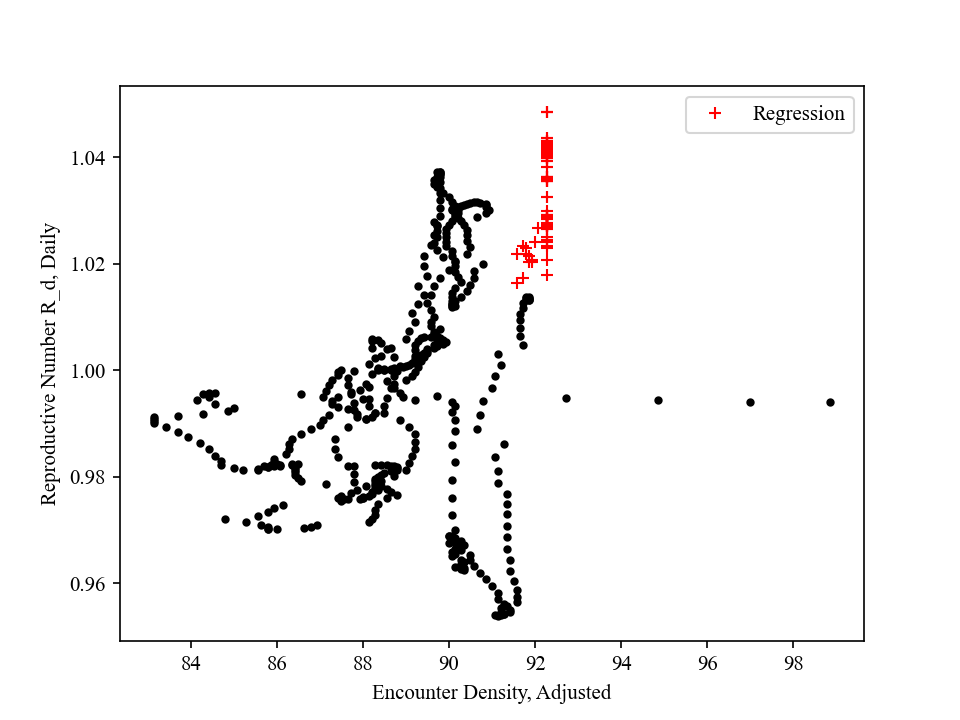 Regression
1.04
1.02
1.00
0.98
0.96
Reproductive Number R_d, Daily
84 86 88 90 92 94 96 98
Encounter Density, Adjusted